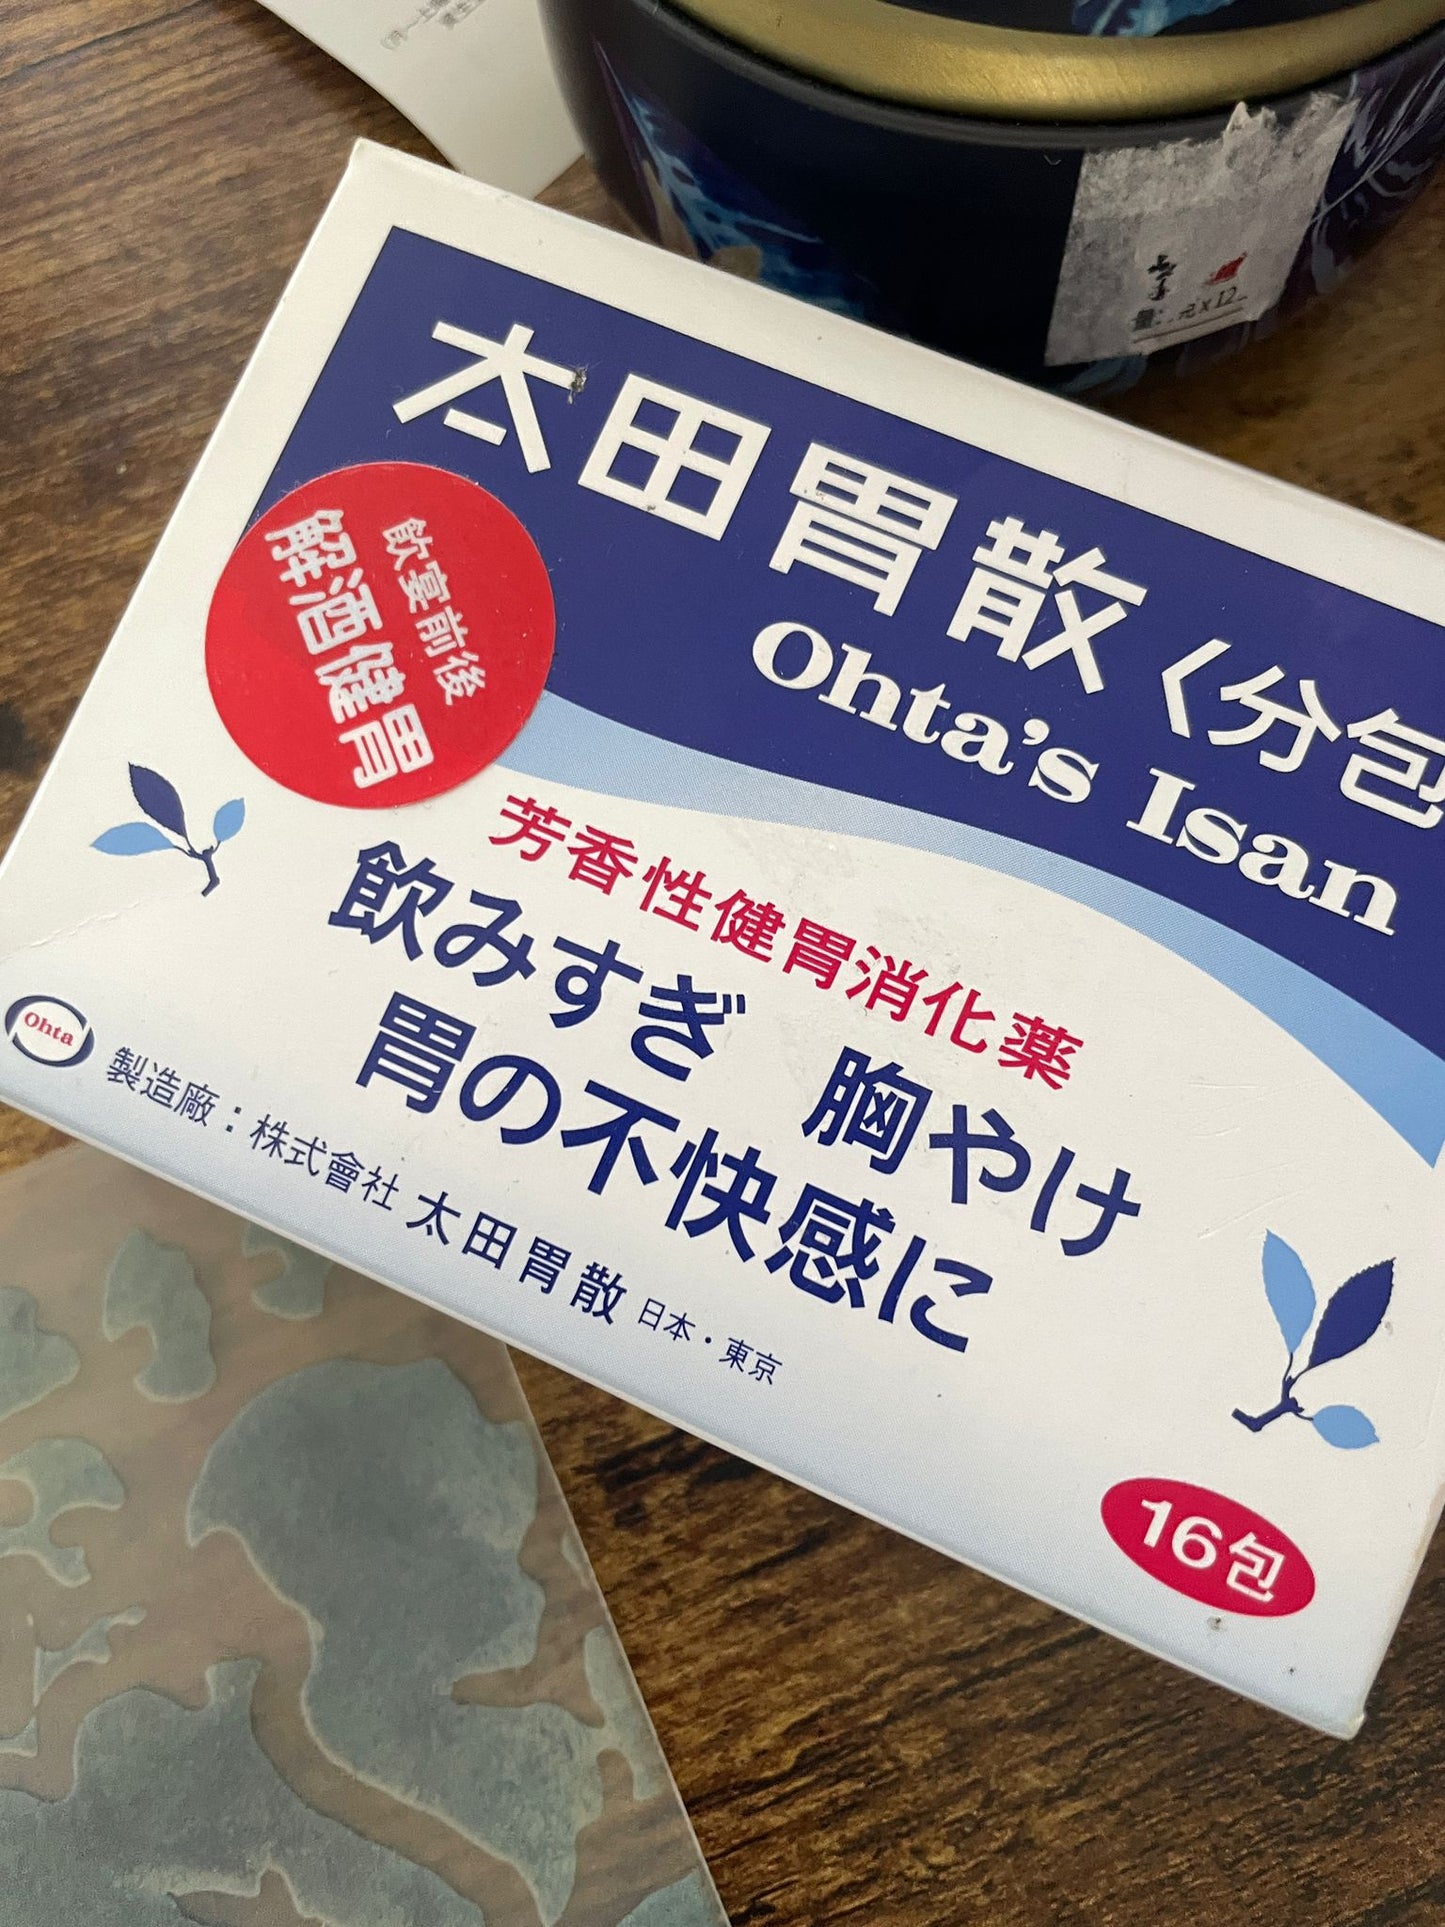 太田胃散〈分包
Ohta's Isan
飲宴前後
解酒健胃
芳香性健胃消化薬
飲みすぎ 胸やけ
胃の不快感に
Ohta
製造廠：株式會社 太田胃散 日本・東京
16包